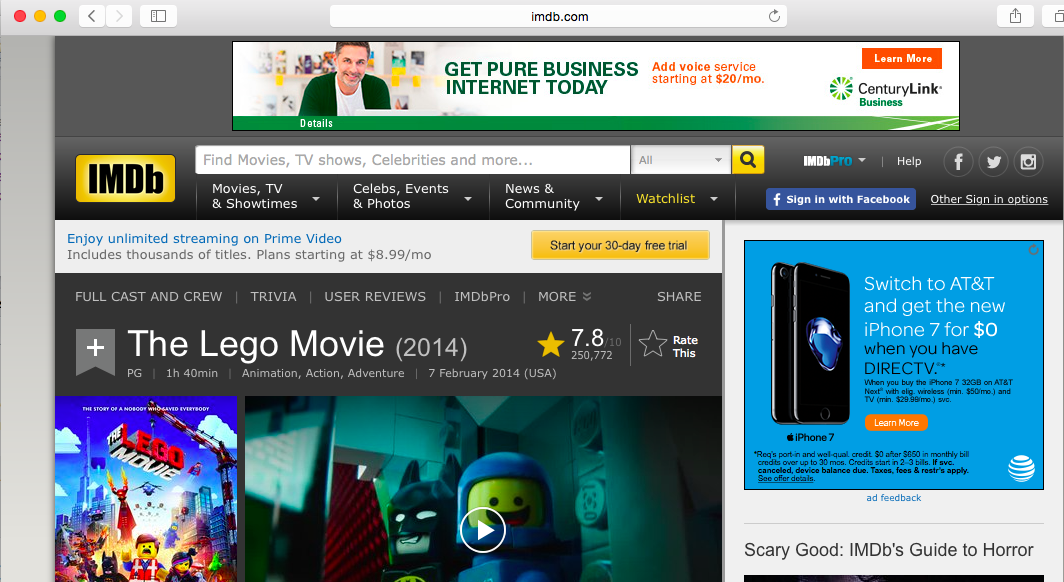 imdb.com
GET PURE BUSINESS
INTERNET TODAY
Add voice service
starting at $20/mo.
Learn More
CenturyLink®
Business
Details
IMDb
Find Movies, TV shows, Celebrities and more...
All
IMDbPro
|
Help
Movies, TV
& Showtimes
Celebs, Events
& Photos
News &
Community
Watchlist
f Sign in with Facebook
Other Sign in options
Enjoy unlimited streaming on Prime Video
Includes thousands of titles. Plans starting at $8.99/mo
Start your 30-day free trial
FULL CAST AND CREW | TRIVIA | USER REVIEWS | IMDbPro | MORE
SHARE
+
The Lego Movie (2014)
7.8/10
250,772
Rate
This
PG | 1h 40min | Animation, Action, Adventure | 7 February 2014 (USA)
THE STORY OF A NOBODY WHO SAVED EVERYBODY
THE
LEGO
MOVIE
Switch to AT&T
and get the new
iPhone 7 for $0
when you have
DIRECTV.*
When you buy the iPhone 7 32GB on AT&T
Next® with elig. wireless (min. $50/mo.) and
TV (min. $29.99/mo.) svc.
Learn More
iPhone 7
*Req's port-in and well-qual. credit. $0 after $650 in monthly bill
credits over up to 30 mos. Credits start in 2–3 bills. If svc.
canceled, device balance due. Taxes, fees & restr's apply.
See offer details.
ad feedback
Scary Good: IMDb's Guide to Horror